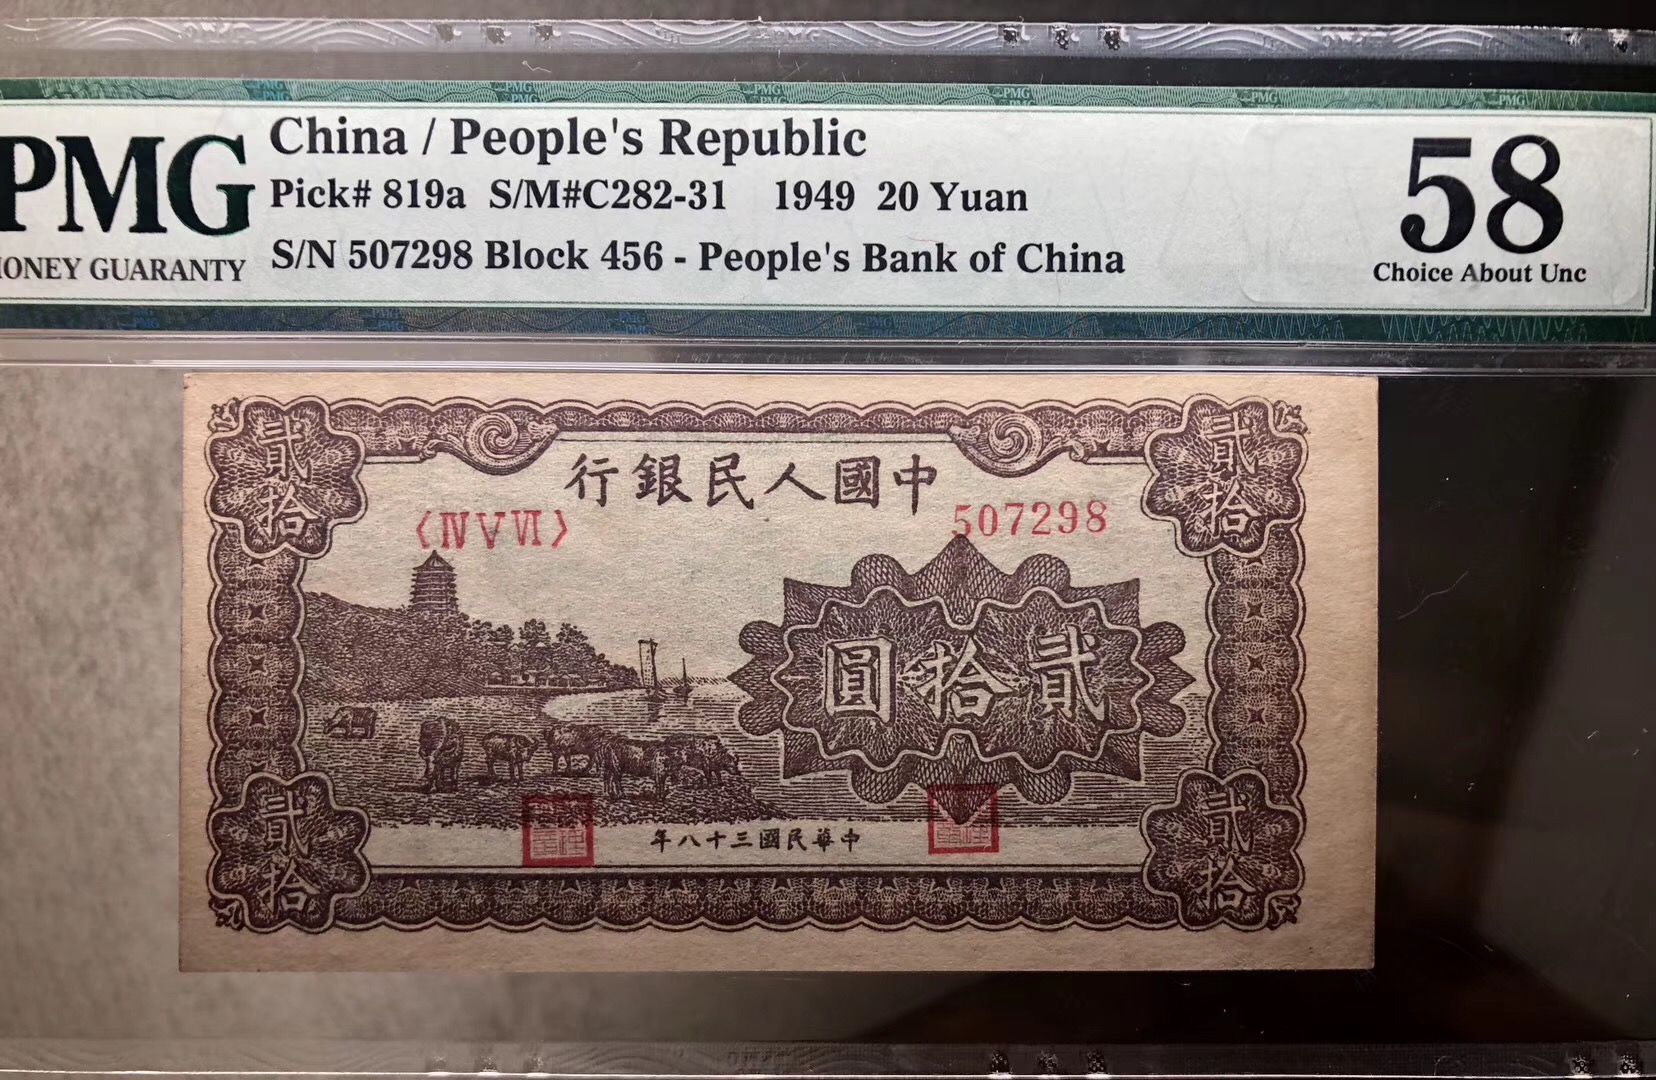 PMG
China / People's Republic
Pick# 819a S/M#C282-31 1949 20 Yuan
S/N 507298 Block 456 - People's Bank of China
MONEY GUARANTY
58
Choice About Unc
貳拾
貳拾
行銀民人國中
〈ⅣⅤⅥ〉
507298
圓拾貳
年八十三國民華中
貳拾
貳拾